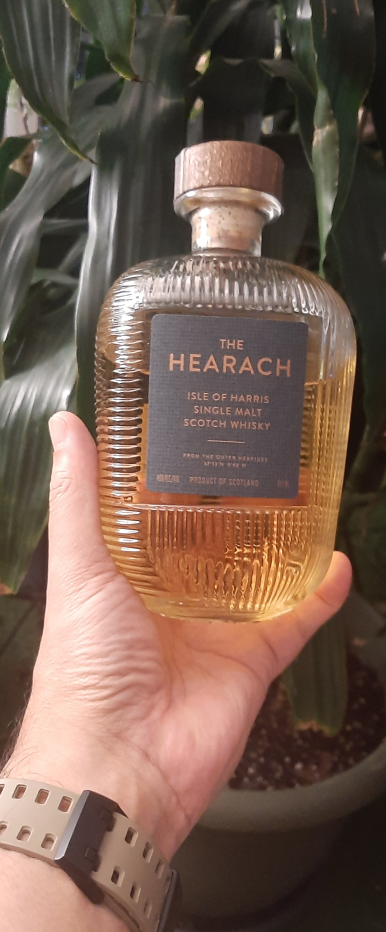 THE
HEARACH
ISLE OF HARRIS
SINGLE MALT
SCOTCH WHISKY
FROM THE OUTER HEBRIDES
PRODUCT OF SCOTLAND